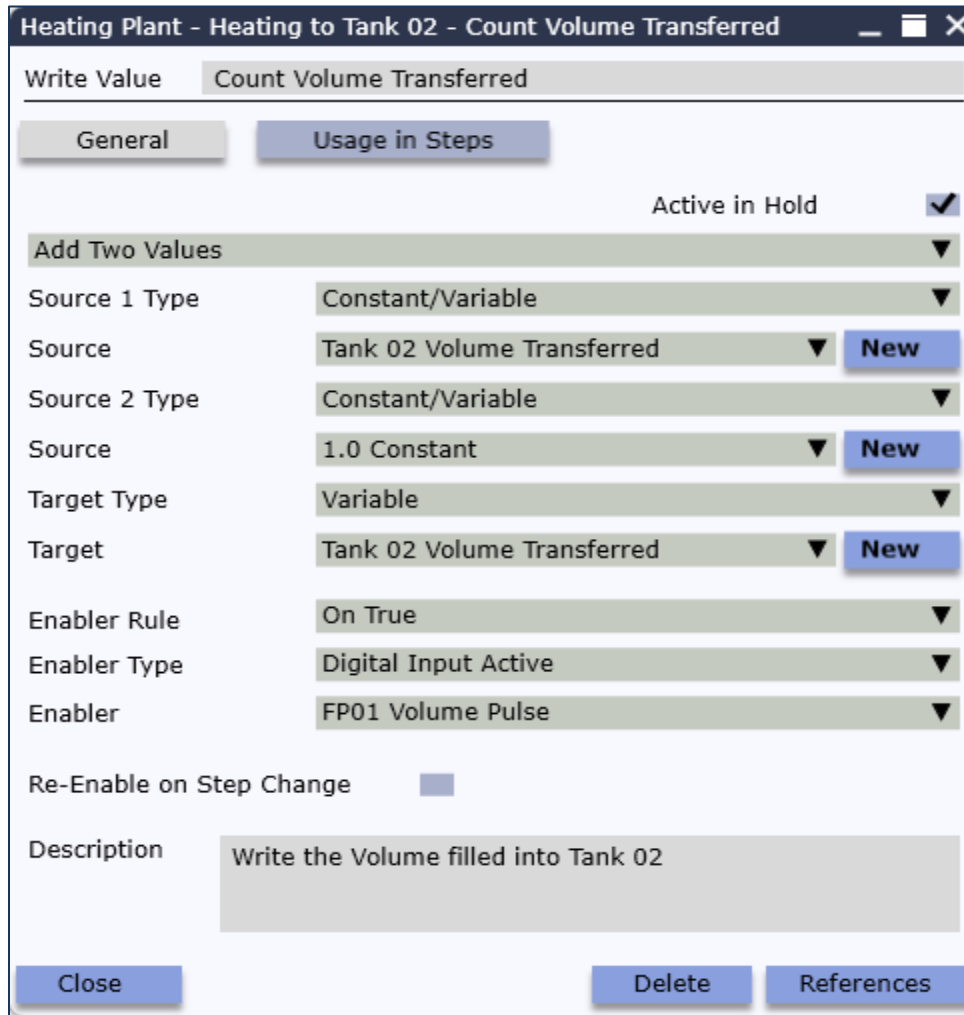 Heating Plant - Heating to Tank 02 - Count Volume Transferred
Write Value Count Volume Transferred
General Usage in Steps
Active in Hold
Add Two Values
Source 1 Type Constant/Variable
Source Tank 02 Volume Transferred New
Source 2 Type Constant/Variable
Source 1.0 Constant New
Target Type Variable
Target Tank 02 Volume Transferred New
Enabler Rule On True
Enabler Type Digital Input Active
Enabler FP01 Volume Pulse
Re-Enable on Step Change
Description Write the Volume filled into Tank 02
Close Delete References